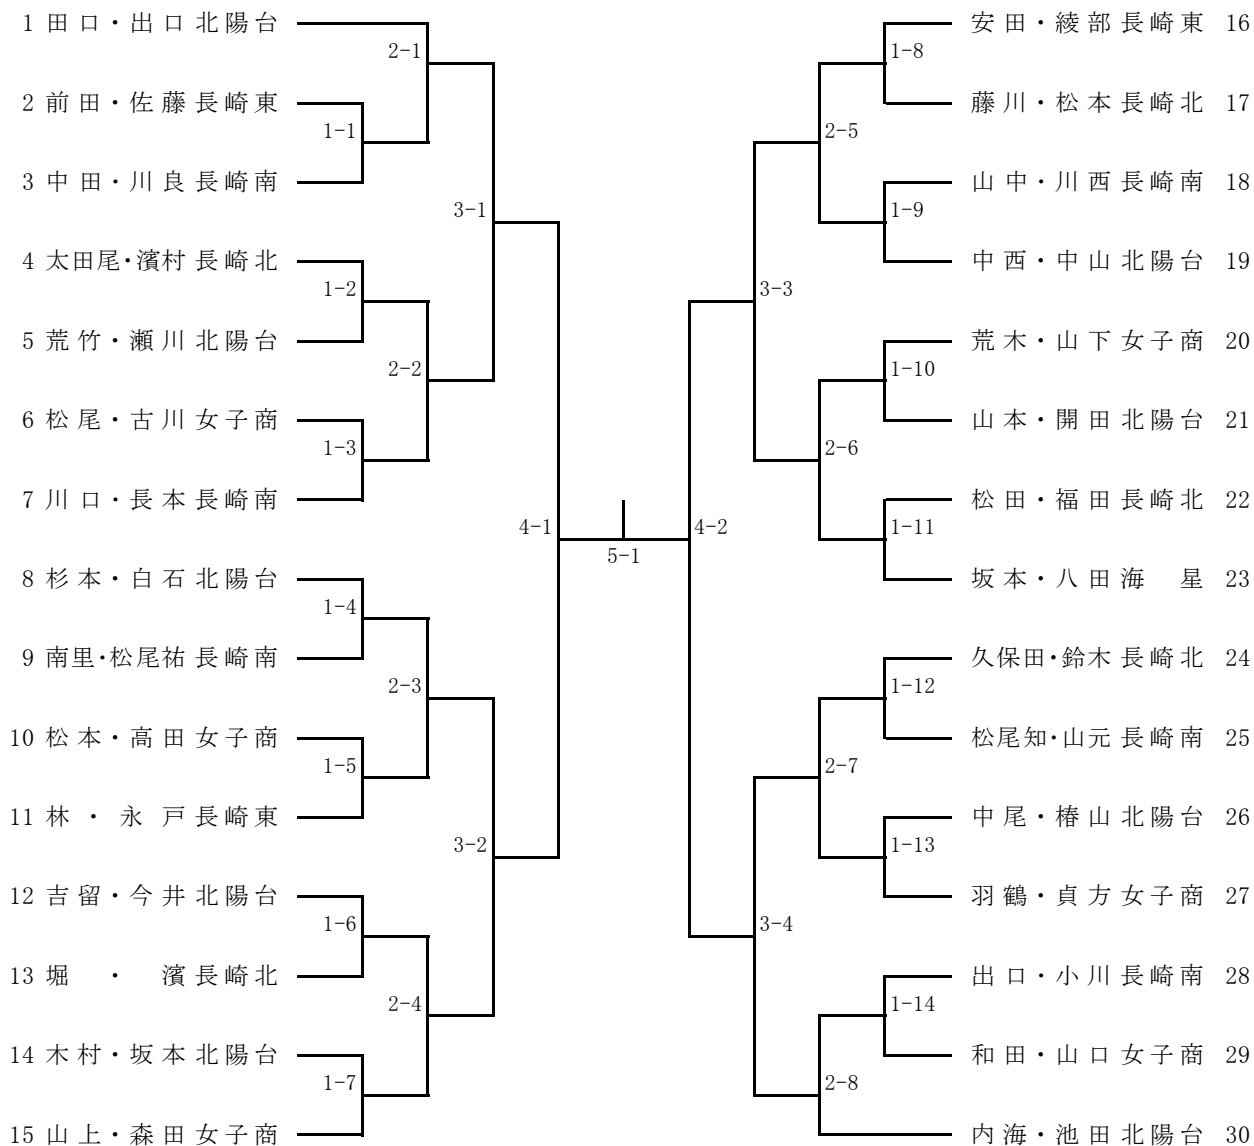 1 田口・出口 北陽台
2-1
2 前田・佐藤 長崎東
1-1
3 中田・川良 長崎南
3-1
4 太田尾・濱村 長崎北
1-2
5 荒竹・瀬川 北陽台
2-2
6 松尾・古川 女子商
1-3
7 川口・長本 長崎南
4-1
8 杉本・白石 北陽台
1-4
9 南里・松尾祐 長崎南
2-3
10 松本・高田 女子商
1-5
11 林・永戸 長崎東
3-2
12 吉留・今井 北陽台
1-6
13 堀・濱 長崎北
2-4
14 木村・坂本 北陽台
1-7
15 山上・森田 女子商
5-1
安田・綾部 長崎東 16
1-8
藤川・松本 長崎北 17
2-5
山中・川西 長崎南 18
1-9
中西・中山 北陽台 19
3-3
荒木・山下 女子商 20
1-10
山本・開田 北陽台 21
2-6
松田・福田 長崎北 22
1-11
4-2
坂本・八田 海星 23
久保田・鈴木 長崎北 24
1-12
松尾知・山元 長崎南 25
2-7
中尾・椿山 北陽台 26
1-13
羽鶴・貞方 女子商 27
3-4
出口・小川 長崎南 28
1-14
和田・山口 女子商 29
2-8
内海・池田 北陽台 30